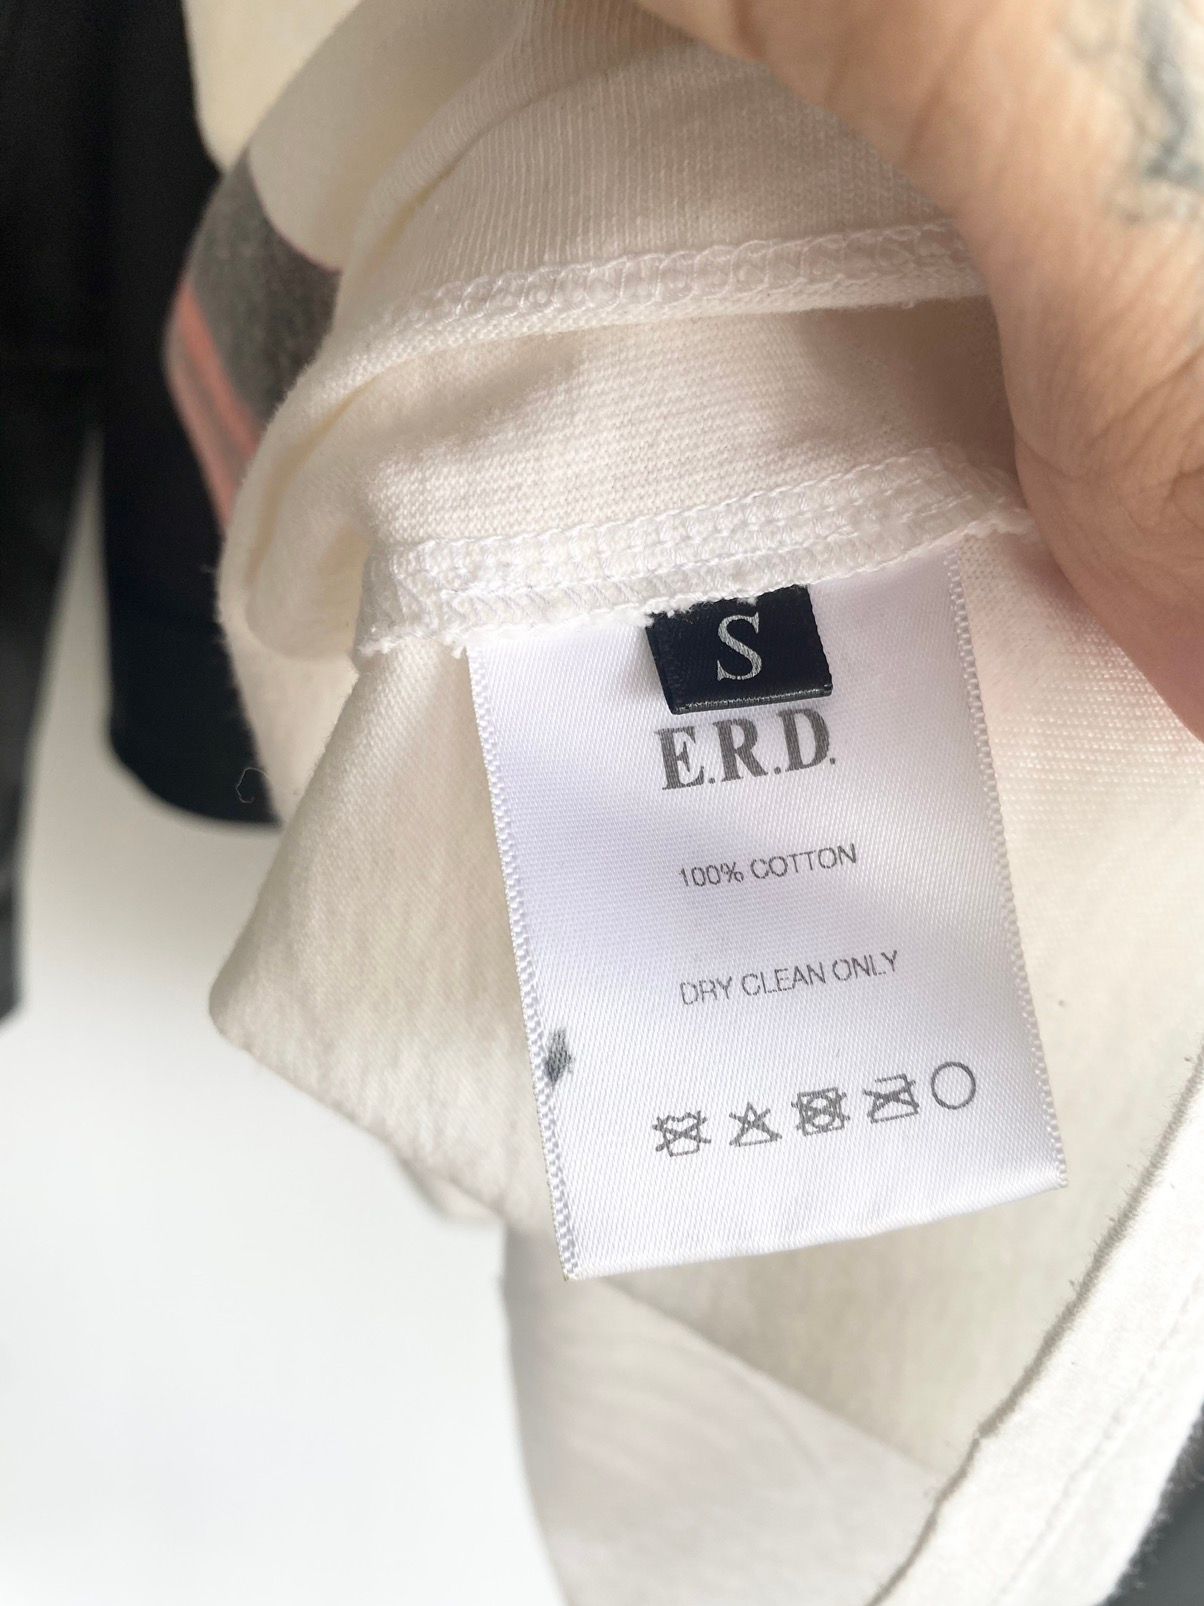 S
E.R.D.
100% COTTON
DRY CLEAN ONLY